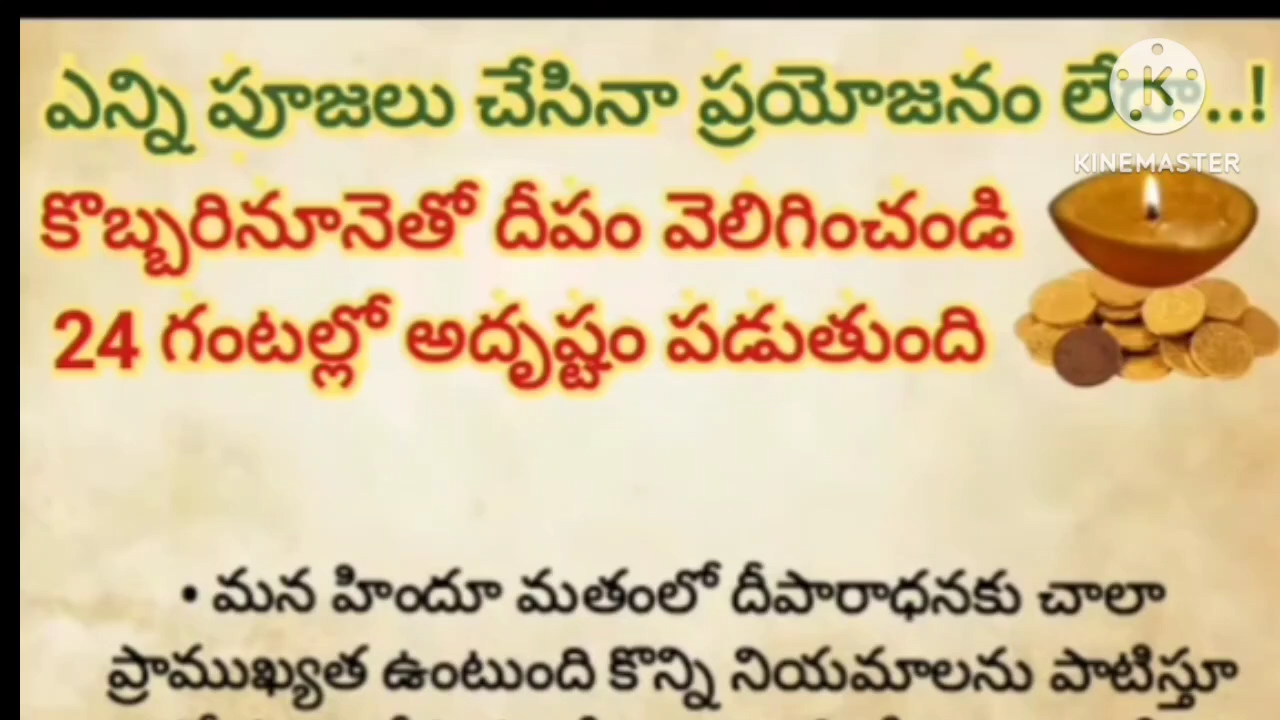 ఎన్ని పూజలు చేసినా ప్రయోజనం ..!
KINEMASTER
కొబ్బరినూనెతో దీపం వెలిగించండి
24 గంటల్లో అదృష్టం పడుతుంది
• మన హిందూ మతంలో దీపారాధనకు చాలా
ప్రాముఖ్యత ఉంటుంది కొన్ని నియమాలను పాటిస్తూ